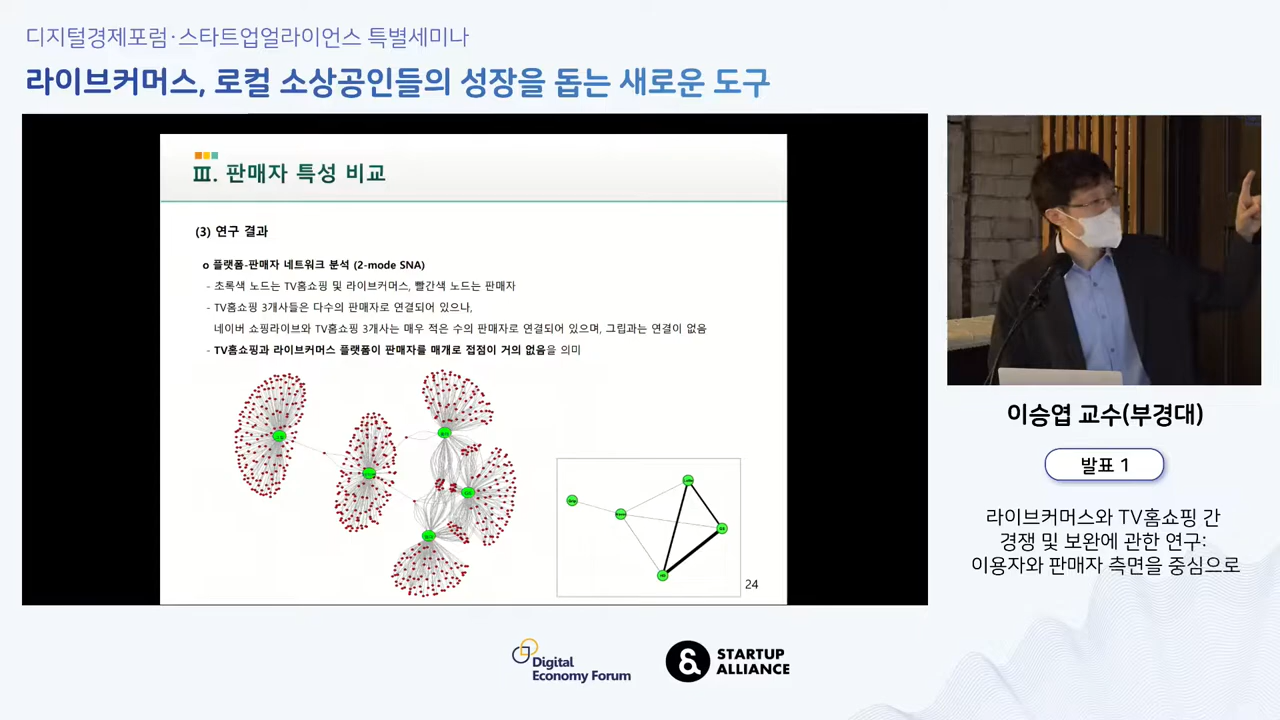 디지털경제포럼·스타트업얼라이언스 특별세미나
라이브커머스, 로컬 소상공인들의 성장을 돕는 새로운 도구
Ⅲ. 판매자 특성 비교
(3) 연구 결과
o 플랫폼-판매자 네트워크 분석 (2-mode SNA)
- 초록색 노드는 TV홈쇼핑 및 라이브커머스, 빨간색 노드는 판매자
- TV홈쇼핑 3개사들은 다수의 판매자로 연결되어 있으나,
네이버 쇼핑라이브와 TV홈쇼핑 3개사는 매우 적은 수의 판매자로 연결되어 있으며, 그립과는 연결이 없음
- TV홈쇼핑과 라이브커머스 플랫폼이 판매자를 매개로 접점이 거의 없음을 의미
24
이승엽 교수(부경대)
발표 1
라이브커머스와 TV홈쇼핑 간
경쟁 및 보완에 관한 연구:
이용자와 판매자 측면을 중심으로
Digital
Economy Forum
STARTUP
ALLIANCE